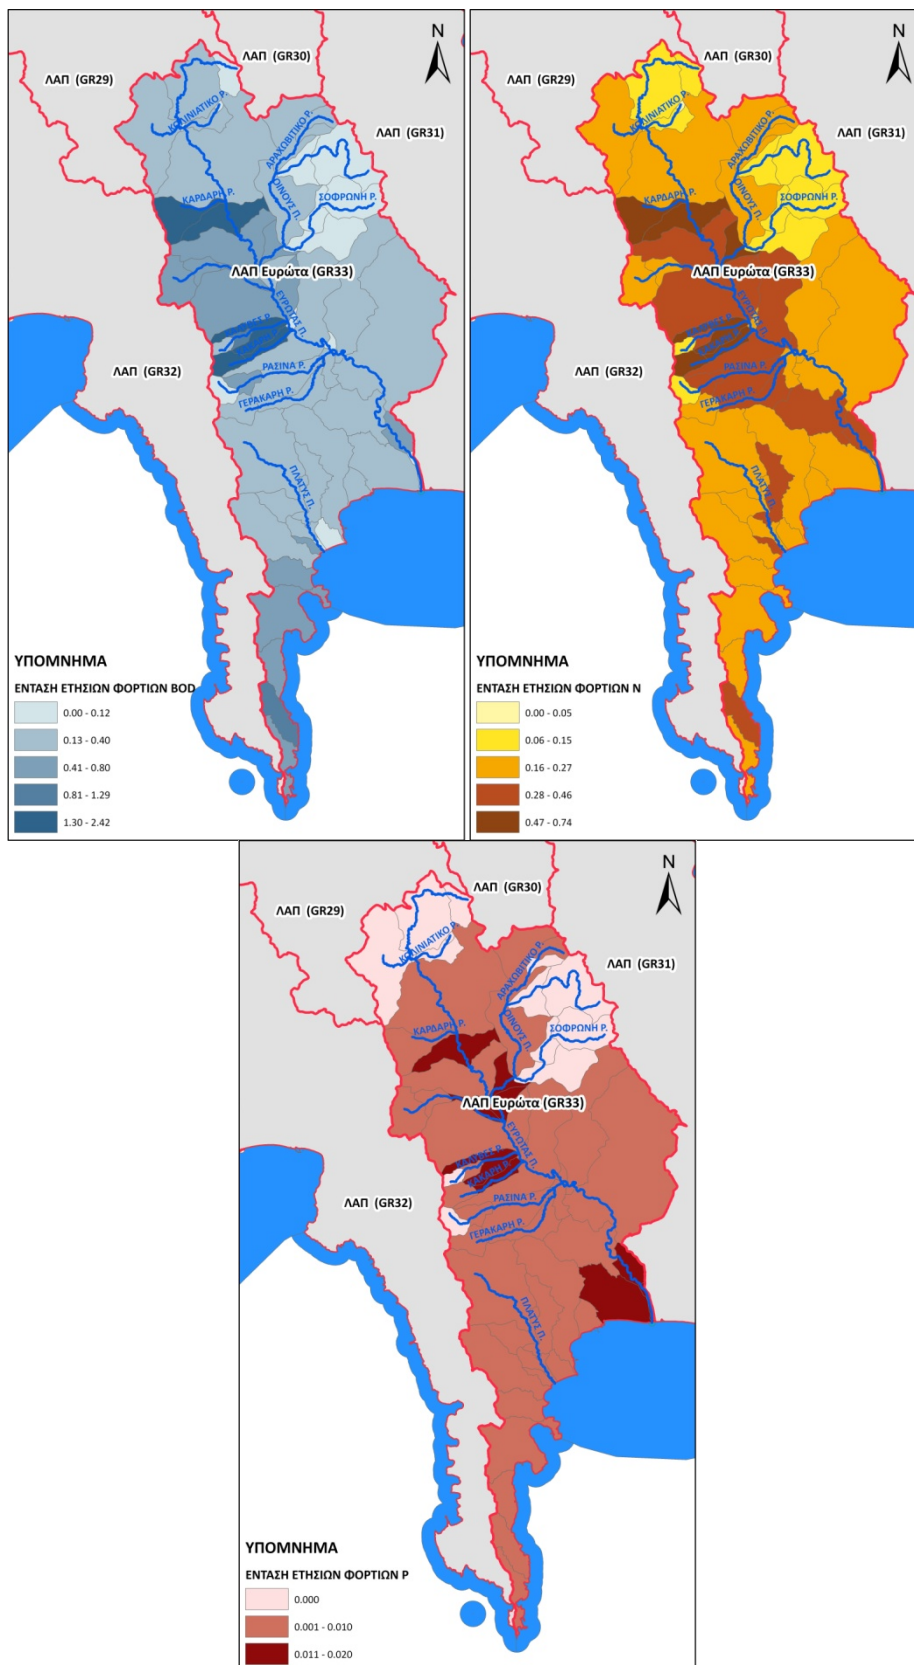 N
ΛΑΠ (GR30)
ΛΑΠ (GR29)
ΛΑΠ (GR31)
ΚΟΛΙΝΙΑΤΙΚΟ Ρ.
ΑΡΑΧΩΒΙΤΙΚΟ Ρ.
ΚΑΡΔΑΡΗ Ρ.
ΟΙΝΟΥΣ Π.
ΣΟΦΡΩΝΗ Ρ.
ΛΑΠ Ευρώτα (GR33)
ΕΥΡΩΤΑΣ Π.
ΛΑΠ (GR32)
ΡΑΣΙΝΑ Ρ.
ΓΕΡΑΚΑΡΗ Ρ.
ΠΛΑΤΥΣ Π.
ΥΠΟΜΝΗΜΑ
ΕΝΤΑΣΗ ΕΤΗΣΙΩΝ ΦΟΡΤΙΩΝ BOD
0.00 - 0.12
0.13 - 0.40
0.41 - 0.80
0.81 - 1.29
1.30 - 2.42
N
ΛΑΠ (GR30)
ΛΑΠ (GR29)
ΛΑΠ (GR31)
ΚΟΛΙΝΙΑΤΙΚΟ Ρ.
ΑΡΑΧΩΒΙΤΙΚΟ Ρ.
ΚΑΡΔΑΡΗ Ρ.
ΟΙΝΟΥΣ Π.
ΣΟΦΡΩΝΗ Ρ.
ΛΑΠ Ευρώτα (GR33)
ΕΥΡΩΤΑΣ Π.
ΛΑΠ (GR32)
ΡΑΣΙΝΑ Ρ.
ΓΕΡΑΚΑΡΗ Ρ.
ΠΛΑΤΥΣ Π.
ΥΠΟΜΝΗΜΑ
ΕΝΤΑΣΗ ΕΤΗΣΙΩΝ ΦΟΡΤΙΩΝ N
0.00 - 0.05
0.06 - 0.15
0.16 - 0.27
0.28 - 0.46
0.47 - 0.74
N
ΛΑΠ (GR30)
ΛΑΠ (GR29)
ΛΑΠ (GR31)
ΚΟΛΙΝΙΑΤΙΚΟ Ρ.
ΑΡΑΧΩΒΙΤΙΚΟ Ρ.
ΚΑΡΔΑΡΗ Ρ.
ΟΙΝΟΥΣ Π.
ΣΟΦΡΩΝΗ Ρ.
ΛΑΠ Ευρώτα (GR33)
ΕΥΡΩΤΑΣ Π.
ΚΑΚΑΡΗ Ρ.
ΛΑΠ (GR32)
ΡΑΣΙΝΑ Ρ.
ΓΕΡΑΚΑΡΗ Ρ.
ΠΛΑΤΥΣ Π.
ΥΠΟΜΝΗΜΑ
ΕΝΤΑΣΗ ΕΤΗΣΙΩΝ ΦΟΡΤΙΩΝ P
0.000
0.001 - 0.010
0.011 - 0.020